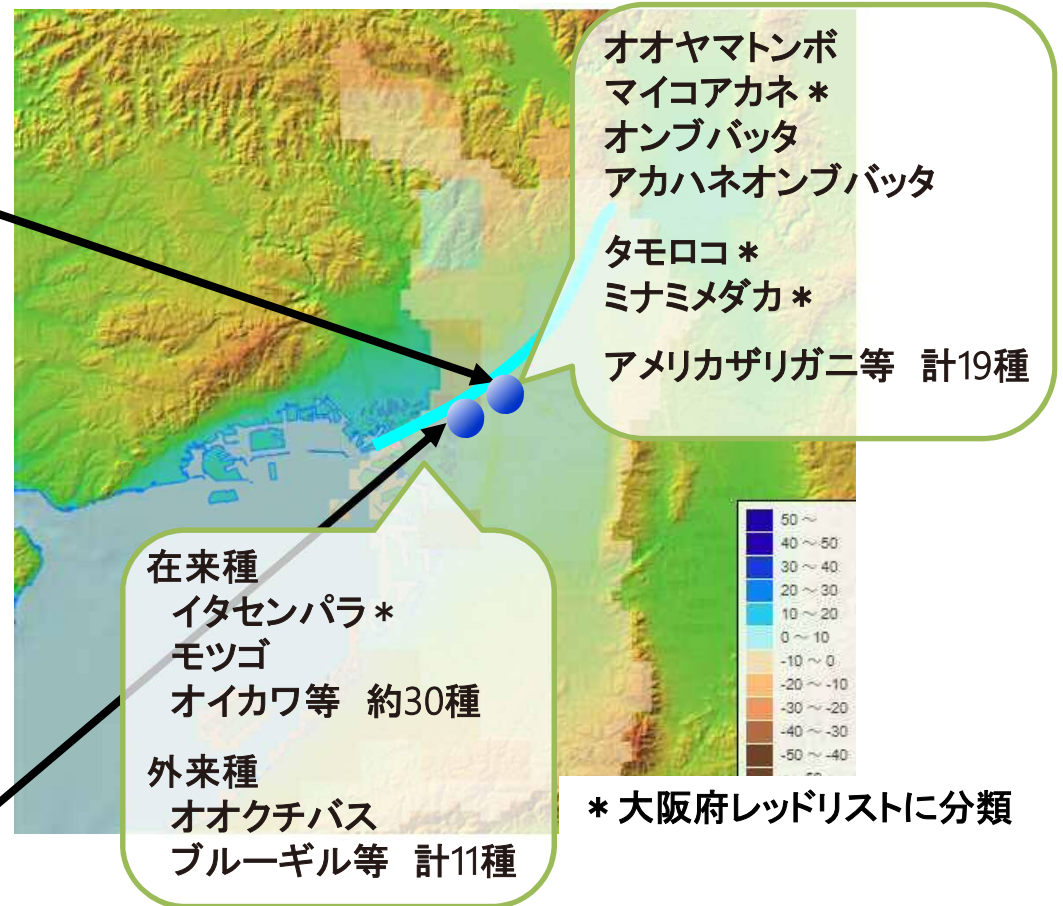 オオヤマトンボ
マイコアカネ＊
オンブバッタ
アカハネオンブバッタ
タモロコ＊
ミナミメダカ＊
アメリカザリガニ等　計19種
在来種
イタセンパラ＊
モツゴ
オイカワ等　約30種
外来種
オオクチバス
ブルーギル等　計11種
50 ～
40 ～ 50
30 ～ 40
20 ～ 30
10 ～ 20
0 ～ 10
-10 ～ 0
-20 ～ -10
-30 ～ -20
-40 ～ -30
-50 ～ -40
＊大阪府レッドリストに分類